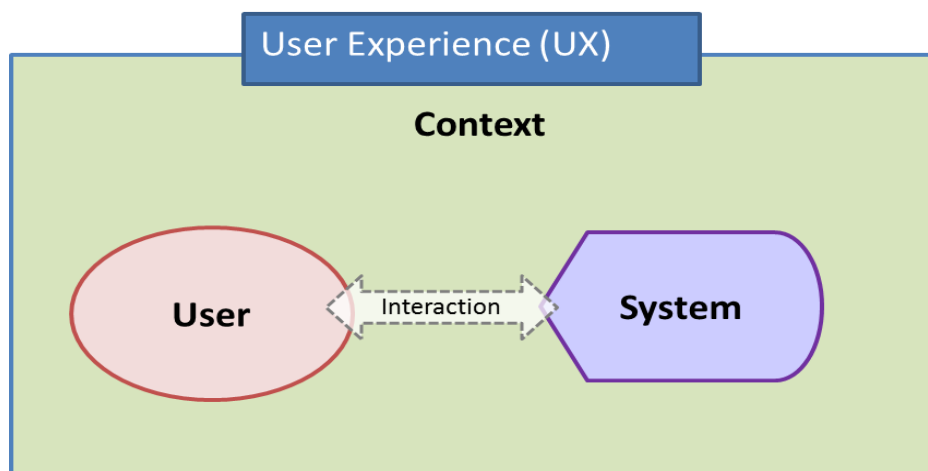 User Experience (UX)
Context
User
Interaction
System